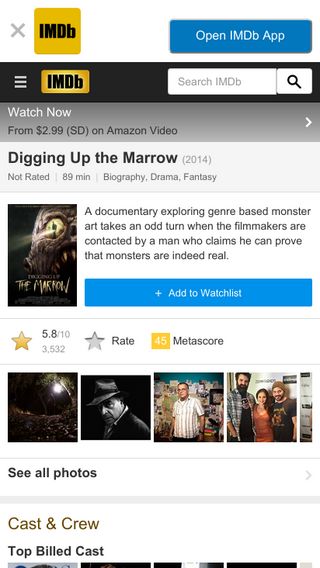 IMDb
Open IMDb App
IMDb
Search IMDb
Watch Now
From $2.99 (SD) on Amazon Video
Digging Up the Marrow (2014)
Not Rated | 89 min | Biography, Drama, Fantasy
DIGGING UP
THE MARROW
A documentary exploring genre based monster
art takes an odd turn when the filmmakers are
contacted by a man who claims he can prove
that monsters are indeed real.
+ Add to Watchlist
5.8/10
3,532
Rate
45 Metascore
See all photos
Cast & Crew
Top Billed Cast